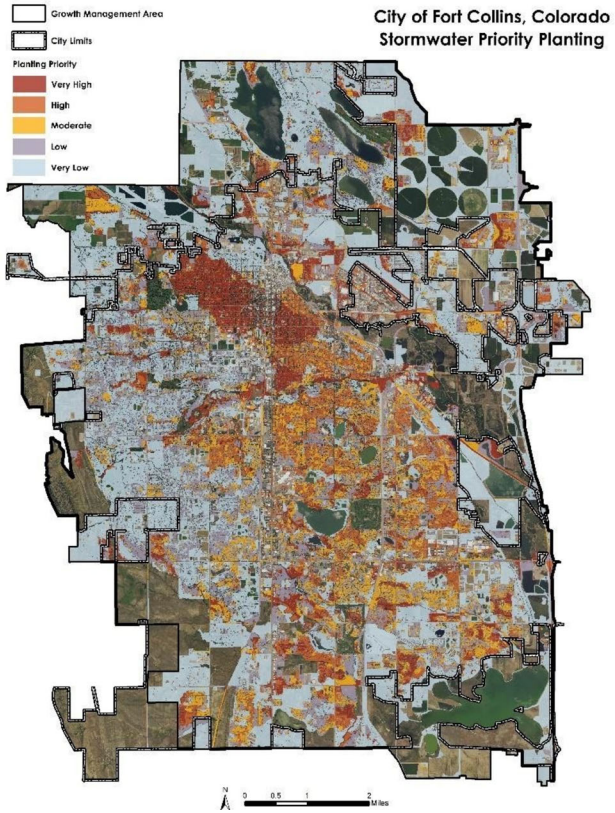 Growth Management Area
City Limits
Planting Priority
Very High
High
Moderate
Low
Very Low
City of Fort Collins, Colorado
Stormwater Priority Planting
N
0 0.5 1 2
Miles